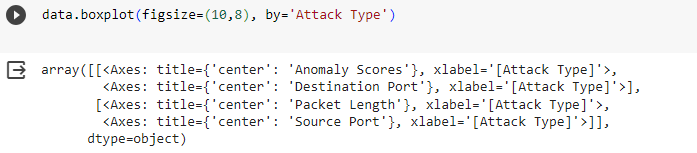 data.boxplot(figsize=(10,8), by='Attack Type')
array([[<Axes: title={'center': 'Anomaly Scores'}, xlabel='[Attack Type]'>,
<Axes: title={'center': 'Destination Port'}, xlabel='[Attack Type]'>],
[<Axes: title={'center': 'Packet Length'}, xlabel='[Attack Type]'>,
<Axes: title={'center': 'Source Port'}, xlabel='[Attack Type]'>]],
dtype=object)